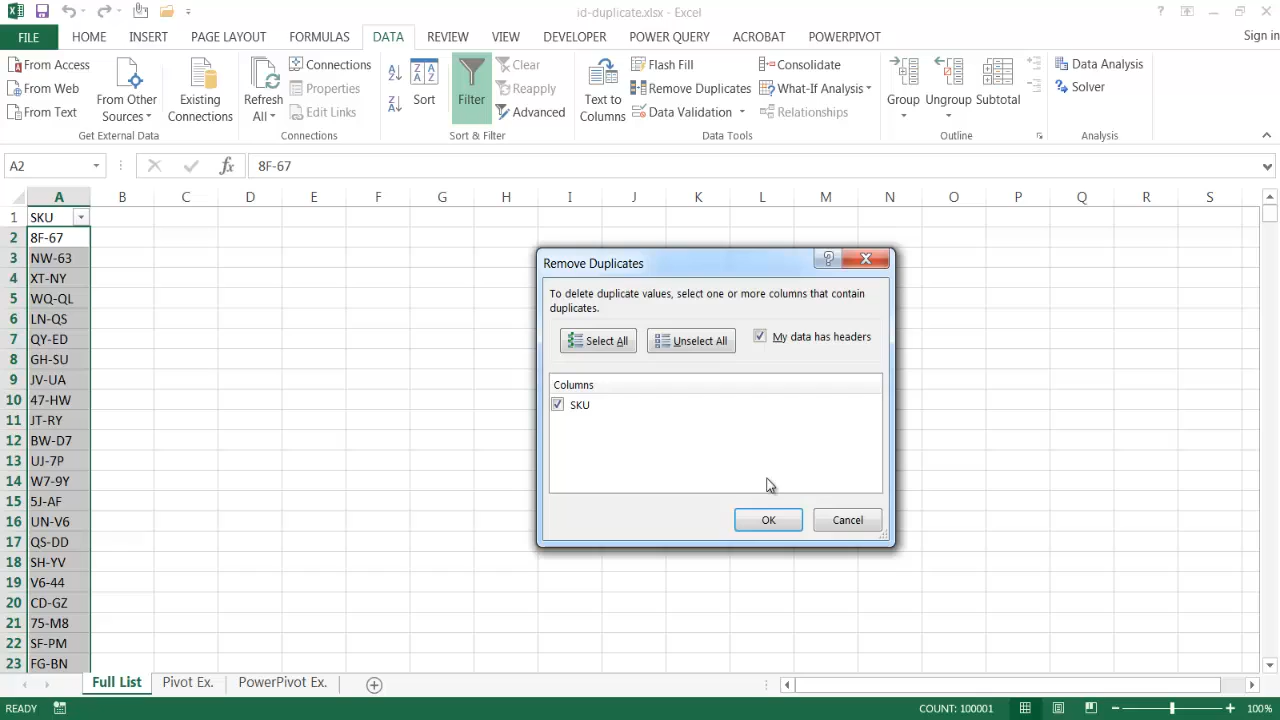 id-duplicate.xlsx - Excel
FILE HOME INSERT PAGE LAYOUT FORMULAS DATA REVIEW VIEW DEVELOPER POWER QUERY ACROBAT POWERPIVOT Sign in
From Access
From Web
From Text
From Other Sources
Existing Connections
Get External Data
Refresh All
Connections
Properties
Edit Links
Connections
Sort
Filter
Clear
Reapply
Advanced
Sort & Filter
Text to Columns
Flash Fill
Remove Duplicates
Data Validation
Consolidate
What-If Analysis
Relationships
Data Tools
Group
Ungroup
Subtotal
Outline
Data Analysis
Solver
Analysis
A2 fx 8F-67
A B C D E F G H I J K L M N O P Q R S
1 SKU
2 8F-67
3 NW-63
4 XT-NY
5 WQ-QL
6 LN-QS
7 QY-ED
8 GH-SU
9 JV-UA
10 47-HW
11 JT-RY
12 BW-D7
13 UJ-7P
14 W7-9Y
15 5J-AF
16 UN-V6
17 QS-DD
18 SH-YV
19 V6-44
20 CD-GZ
21 75-M8
22 SF-PM
23 FG-BN
Remove Duplicates
To delete duplicate values, select one or more columns that contain
duplicates.
Select All Unselect All My data has headers
Columns
SKU
OK Cancel
Full List Pivot Ex. PowerPivot Ex.
READY COUNT: 100001 100%